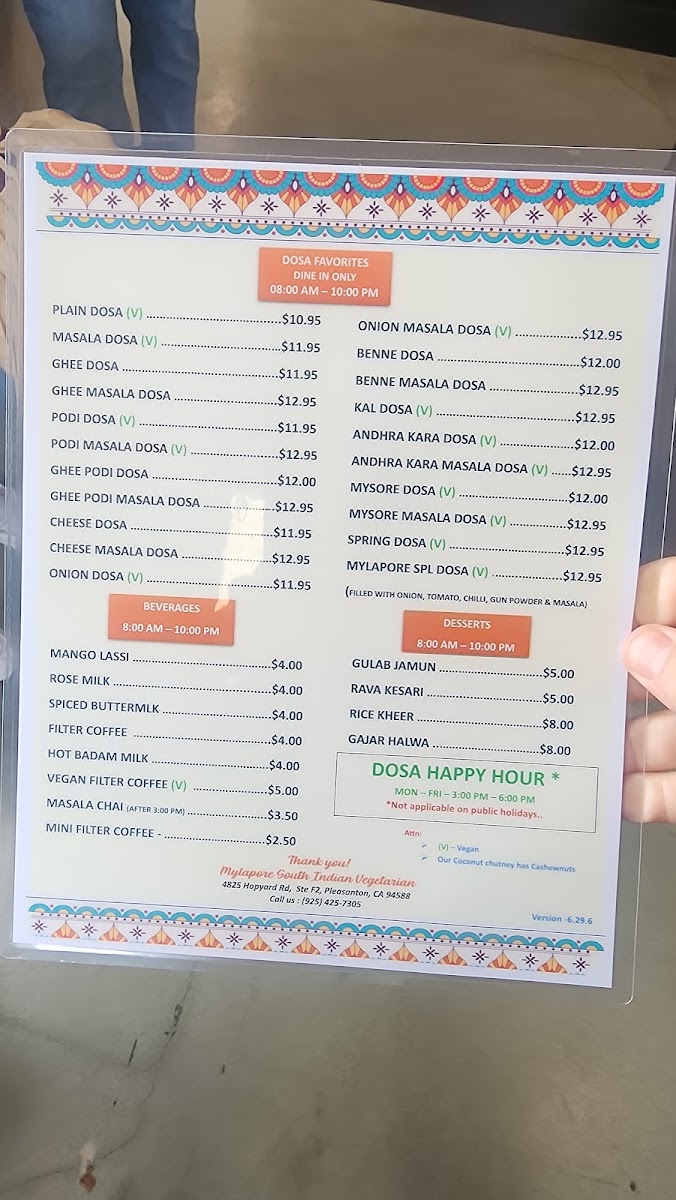 DOSA FAVORITES
DINE IN ONLY
08:00 AM – 10:00 PM
PLAIN DOSA (V) ........................................$10.95
MASALA DOSA (V) ....................................$11.95
GHEE DOSA ...............................................$11.95
GHEE MASALA DOSA ...............................$12.95
PODI DOSA (V) .........................................$11.95
PODI MASALA DOSA (V) ..........................$12.95
GHEE PODI DOSA .....................................$12.00
GHEE PODI MASALA DOSA .....................$12.95
CHEESE DOSA ..........................................$11.95
CHEESE MASALA DOSA ...........................$12.95
ONION DOSA (V) .....................................$11.95
ONION MASALA DOSA (V) ...................$12.95
BENNE DOSA ..........................................$12.00
BENNE MASALA DOSA ..........................$12.95
KAL DOSA (V) .........................................$12.95
ANDHRA KARA DOSA (V) ......................$12.00
ANDHRA KARA MASALA DOSA (V) ......$12.95
MYSORE DOSA (V) ................................$12.00
MYSORE MASALA DOSA (V) ................$12.95
SPRING DOSA (V) ..................................$12.95
MYLAPORE SPL DOSA (V) .....................$12.95
(FILLED WITH ONION, TOMATO, CHILLI, GUN POWDER & MASALA)
BEVERAGES
8:00 AM – 10:00 PM
MANGO LASSI .........................................$4.00
ROSE MILK ..............................................$4.00
SPICED BUTTERMLK ................................$4.00
FILTER COFFEE ........................................$4.00
HOT BADAM MILK ..................................$4.00
VEGAN FILTER COFFEE (V) ......................$5.00
MASALA CHAI (AFTER 3:00 PM) .................$3.50
MINI FILTER COFFEE - ..............................$2.50
DESSERTS
8:00 AM – 10:00 PM
GULAB JAMUN ...............................$5.00
RAVA KESARI ..................................$5.00
RICE KHEER .....................................$8.00
GAJAR HALWA ................................$8.00
DOSA HAPPY HOUR *
MON – FRI – 3:00 PM – 6:00 PM
*Not applicable on public holidays..
Attn:
➢ (V) – Vegan
➢ Our Coconut chutney has Cashewnuts
Thank you!
Mylapore South Indian Vegetarian
4825 Hopyard Rd, Ste F2, Pleasanton, CA 94588
Call us : (925) 425-7305
Version -6.29.6